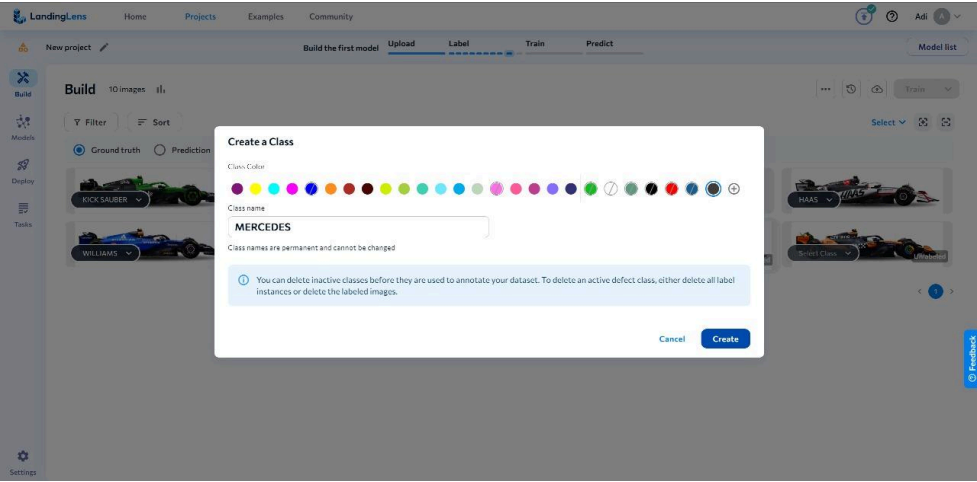 LandingLens Home Projects Examples Community Adi A
New project Build the first model Upload Label Train Predict Model list
Build
Models
Deploy
Tasks
Settings
Build 10 images Train
Filter Sort Select
Ground truth Prediction
KICK SAUBER HAAS
WILLIAMS Select Class Unlabeled
Create a Class
Class Color
Class name
MERCEDES
Class names are permanent and cannot be changed
You can delete inactive classes before they are used to annotate your dataset. To delete an active defect class, either delete all label
instances or delete the labeled images.
Cancel Create
1
Feedback